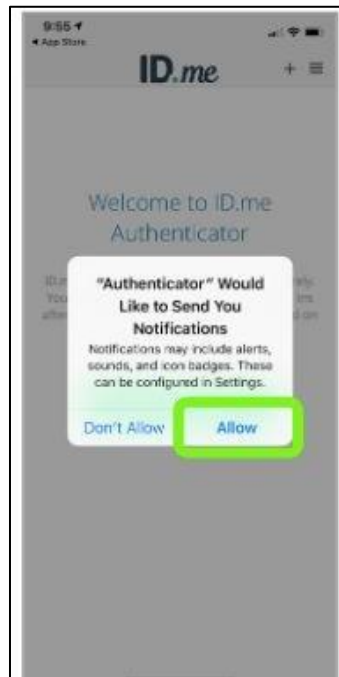 9:55
App Store
ID.me
Welcome to ID.me
Authenticator
"Authenticator" Would
Like to Send You
Notifications
Notifications may include alerts,
sounds, and icon badges. These
can be configured in Settings.
Don't Allow
Allow